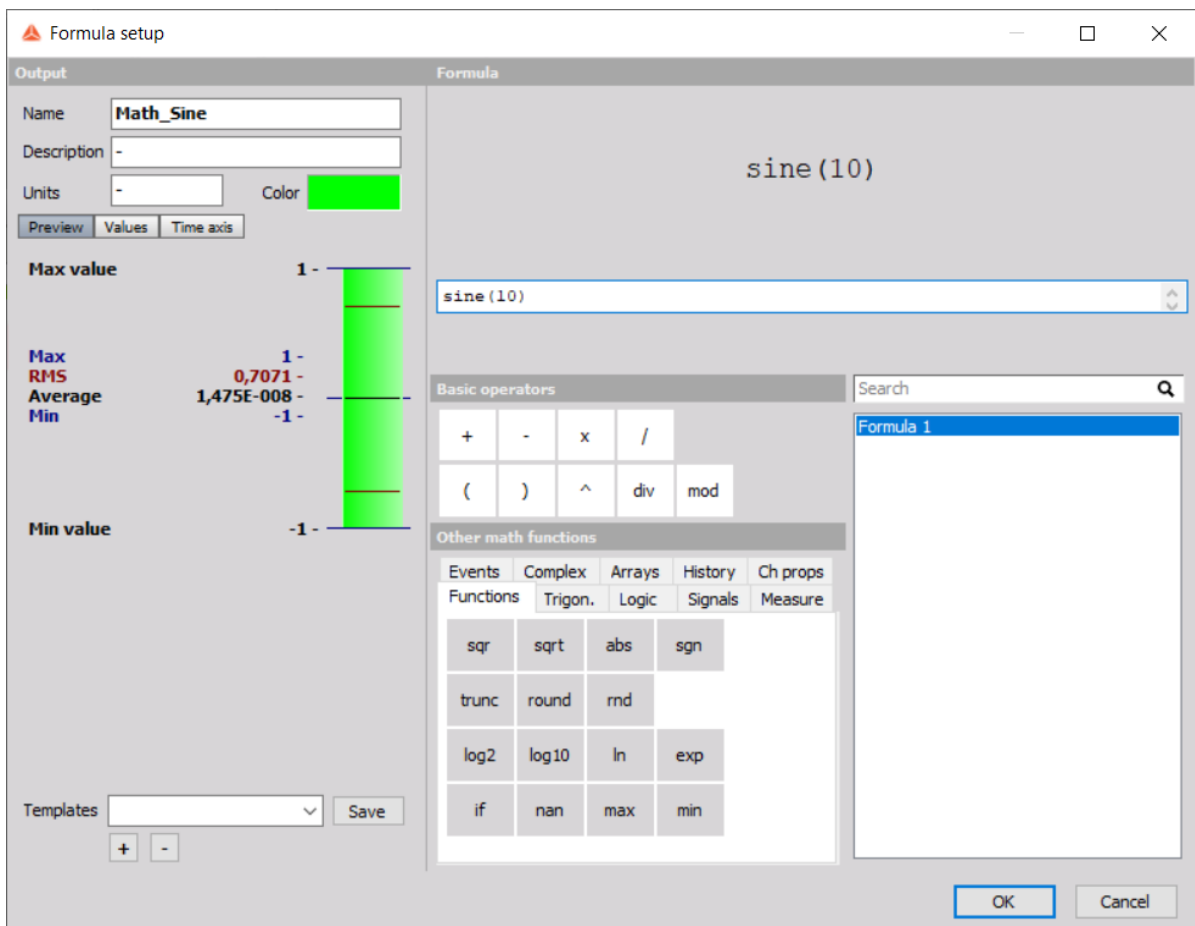 Formula setup
Output
Name Math_Sine
Description -
Units - Color
Preview Values Time axis
Max value 1 -
Max 1 -
RMS 0,7071 -
Average 1,475E-008 -
Min -1 -
Min value -1 -
Templates Save
+ -
Formula
sine(10)
sine(10)
Basic operators
+ - x /
( ) ^ div mod
Other math functions
Events Complex Arrays History Ch props
Functions Trigon. Logic Signals Measure
sqr sqrt abs sgn
trunc round rnd
log2 log10 ln exp
if nan max min
Search
Formula 1
OK Cancel